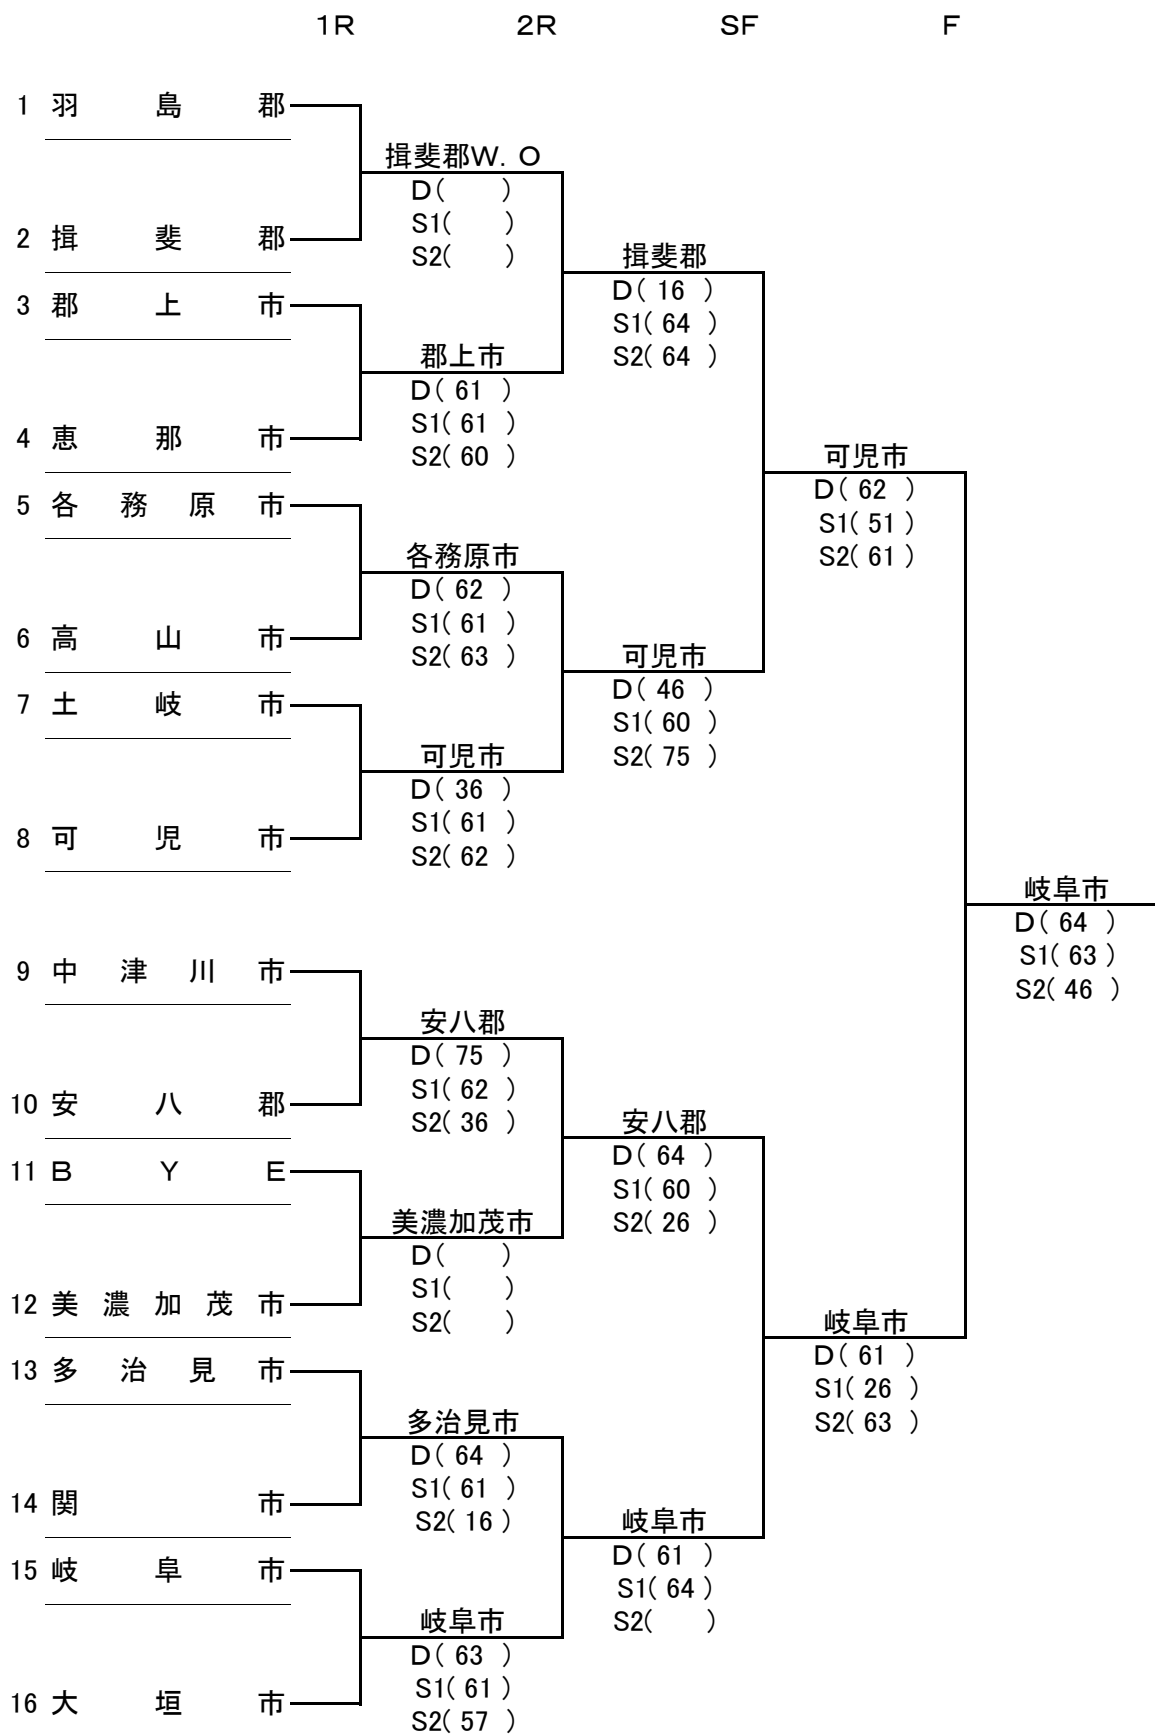 1R 2R SF F
1 羽島郡
揖斐郡W.O
D( )
S1( )
2 揖斐郡
S2( )
揖斐郡
3 郡上市
D( 16 )
S1( 64 )
郡上市
S2( 64 )
D( 61 )
S1( 61 )
4 恵那市
S2( 60 )
可児市
5 各務原市
D( 62 )
S1( 51 )
各務原市
S2( 61 )
D( 62 )
S1( 61 )
6 高山市
S2( 63 )
可児市
7 土岐市
D( 46 )
S1( 60 )
可児市
S2( 75 )
D( 36 )
S1( 61 )
8 可児市
S2( 62 )
岐阜市
D( 64 )
S1( 63 )
S2( 46 )
9 中津川市
安八郡
D( 75 )
S1( 62 )
10 安八郡
S2( 36 )
安八郡
11 BYE
D( 64 )
S1( 60 )
美濃加茂市
S2( 26 )
D( )
S1( )
12 美濃加茂市
S2( )
岐阜市
13 多治見市
D( 61 )
S1( 26 )
多治見市
S2( 63 )
D( 64 )
S1( 61 )
14 関市
S2( 16 )
岐阜市
15 岐阜市
D( 61 )
S1( 64 )
岐阜市
S2( )
D( 63 )
S1( 61 )
16 大垣市
S2( 57 )